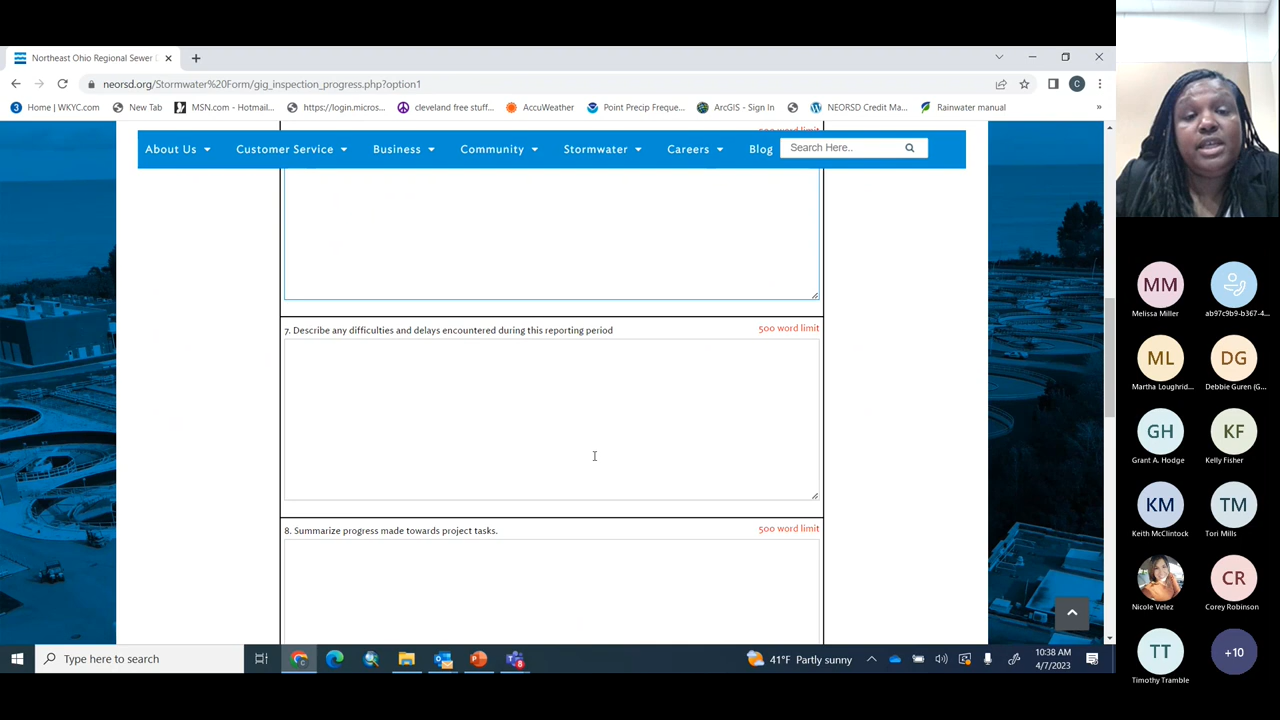 Northeast Ohio Regional Sewer
neorsd.org/Stormwater%20Form/gig_inspection_progress.php?option1
C
Home | WKYC.com
New Tab
MSN.com - Hotmail...
https://login.micros...
cleveland free stuff...
AccuWeather
Point Precip Freque...
ArcGIS - Sign In
NEORSD Credit Ma...
Rainwater manual
»
500 word limit
About Us
Customer Service
Business
Community
Stormwater
Careers
Blog
Search Here..
7. Describe any difficulties and delays encountered during this reporting period
500 word limit
8. Summarize progress made towards project tasks.
500 word limit
Type here to search
41°F Partly sunny
10:38 AM
4/7/2023
MM
Melissa Miller
ab97c9b9-b367-4...
ML
Martha Loughrid...
DG
Debbie Guren (G...
GH
Grant A. Hodge
KF
Kelly Fisher
KM
Keith McClintock
TM
Tori Mills
Nicole Velez
CR
Corey Robinson
TT
Timothy Tramble
+10